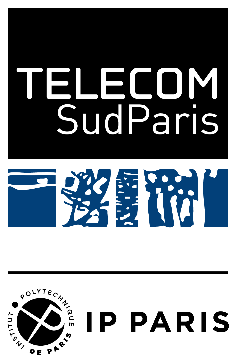 TELECOM
SudParis
INSTITUT POLYTECHNIQUE DE PARIS
IP PARIS